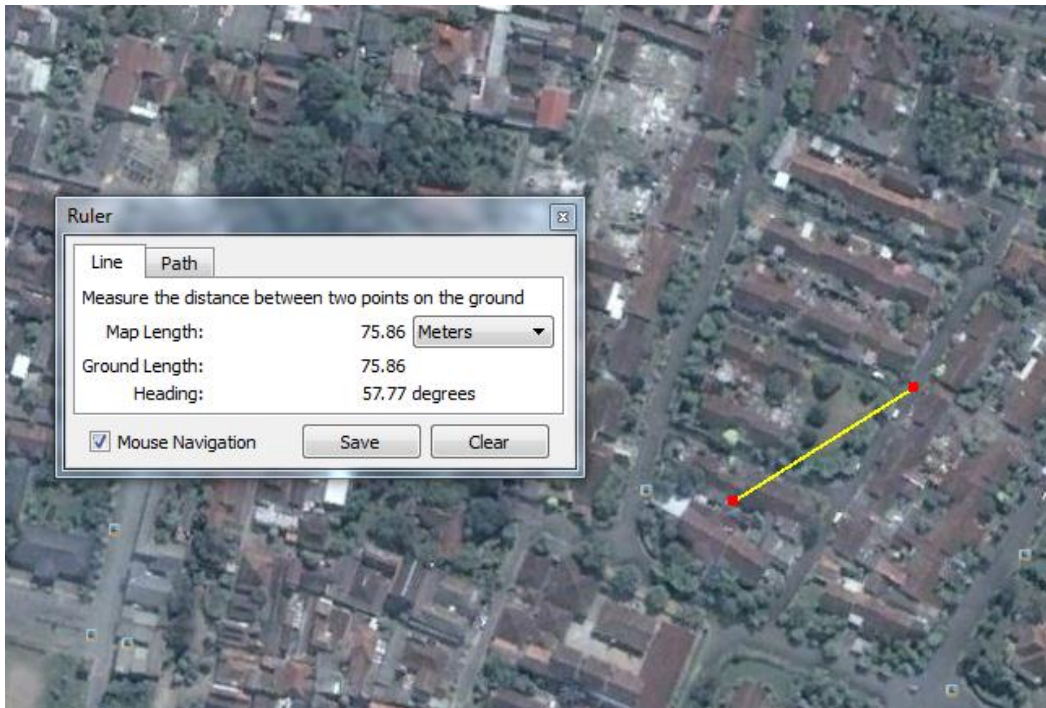 Ruler
Line Path
Measure the distance between two points on the ground
Map Length: 75.86 Meters
Ground Length: 75.86
Heading: 57.77 degrees
Mouse Navigation Save Clear